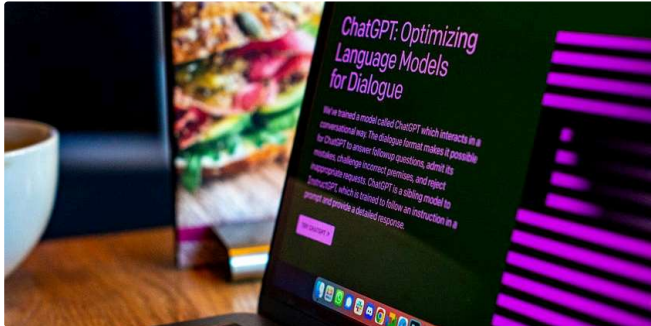 ChatGPT: Optimizing
Language Models
for Dialogue
We've trained a model called ChatGPT which interacts in a
conversational way. The dialogue format makes it possible
for ChatGPT to answer followup questions, admit its
mistakes, challenge incorrect premises, and reject
inappropriate requests. ChatGPT is a sibling model to
InstructGPT, which is trained to follow an instruction in a
prompt and provide a detailed response.
TRY CHATGPT ↗